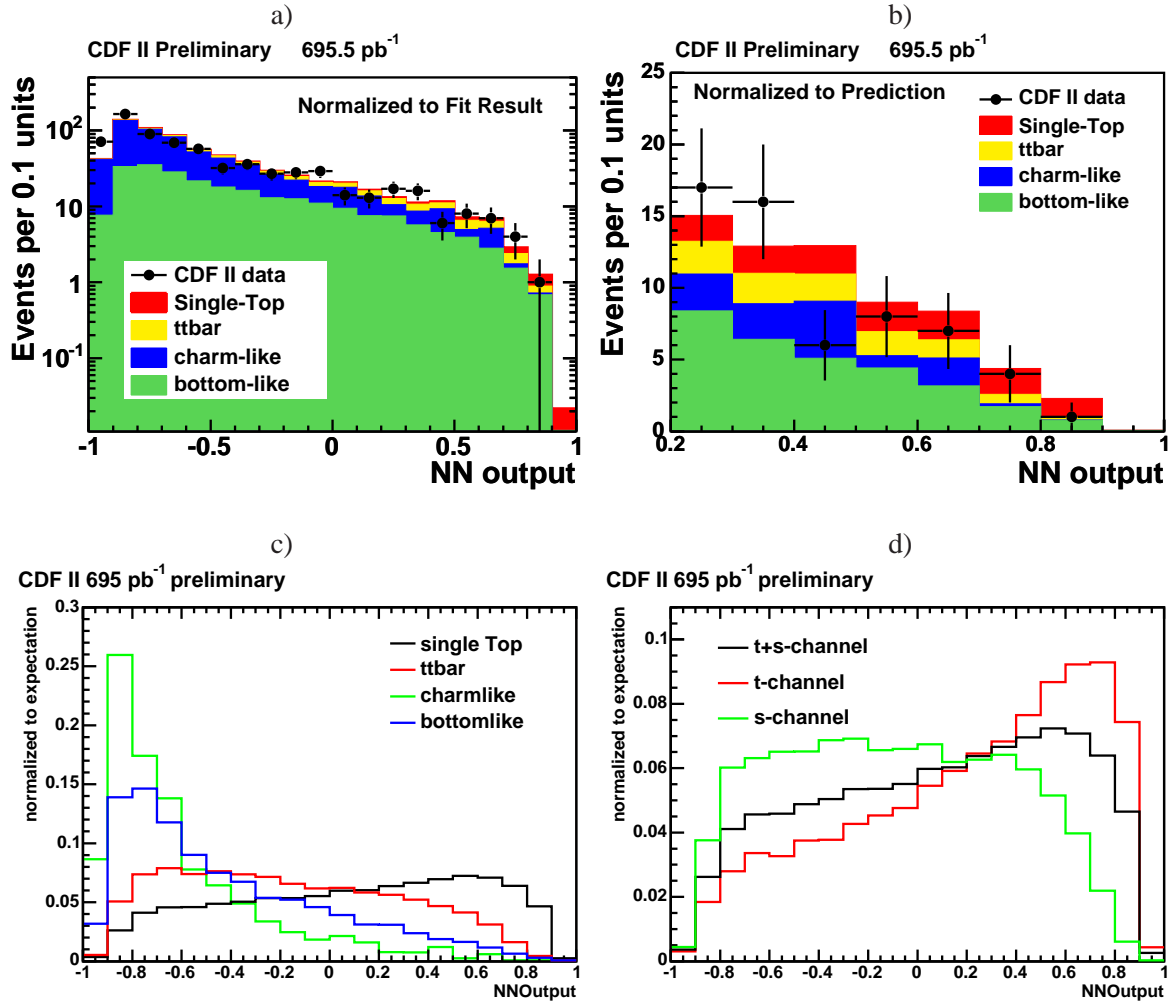 a)
CDF II Preliminary 695.5 pb-1
Normalized to Fit Result
Events per 0.1 units
10^2
10
1
10^-1
CDF II data
Single-Top
ttbar
charm-like
bottom-like
-1 -0.5 0 0.5 1
NN output
b)
CDF II Preliminary 695.5 pb-1
Normalized to Prediction
Events per 0.1 units
25
20
15
10
5
0
CDF II data
Single-Top
ttbar
charm-like
bottom-like
0.2 0.4 0.6 0.8 1
NN output
c)
CDF II 695 pb-1 preliminary
normalized to expectation
0.3
0.25
0.2
0.15
0.1
0.05
0
single Top
ttbar
charmlike
bottomlike
-1 -0.8 -0.6 -0.4 -0.2 0 0.2 0.4 0.6 0.8 1
NNOutput
d)
CDF II 695 pb-1 preliminary
normalized to expectation
0.1
0.08
0.06
0.04
0.02
0
t+s-channel
t-channel
s-channel
-1 -0.8 -0.6 -0.4 -0.2 0 0.2 0.4 0.6 0.8 1
NNOutput